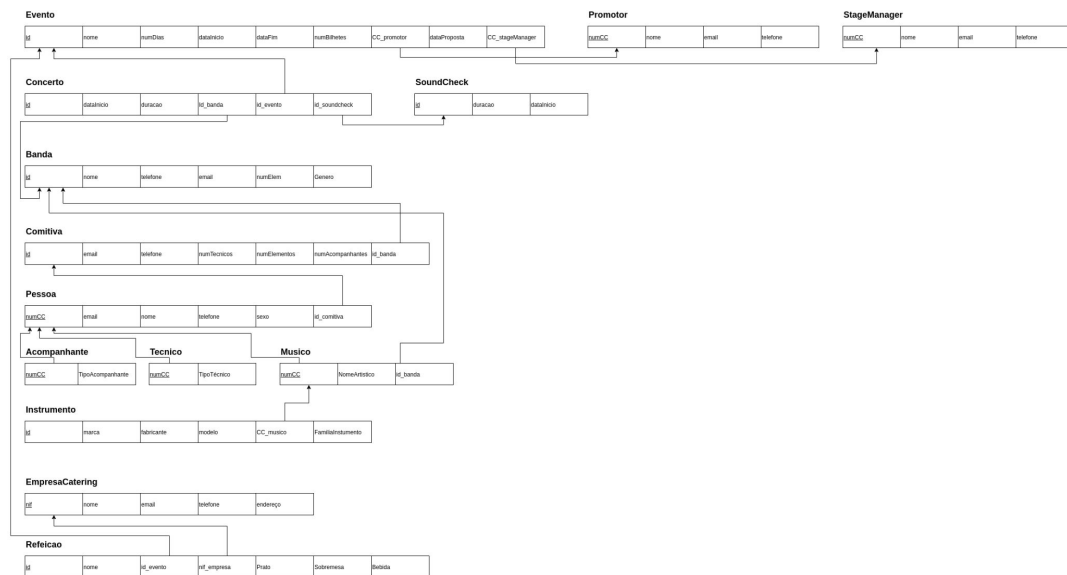 Evento Promotor StageManager
id nome numDias dataInicio dataFim numBilhetes CC_promotor dataProposta CC_stageManager numCC nome email telefone numCC nome email telefone
Concerto SoundCheck
id dataInicio duracao Id_banda id_evento id_soundcheck id duracao dataInicio
Banda
id nome telefone email numElem Genero
Comitiva
id email telefone numTecnicos numElementos numAcompanhantes id_banda
Pessoa
numCC email nome telefone sexo id_comitiva
Acompanhante Tecnico Musico
numCC TipoAcompanhante numCC TipoTécnico numCC NomeArtistico id_banda
Instrumento
id marca fabricante modelo CC_musico FamiliaInstumento
EmpresaCatering
nif nome email telefone endereço
Refeicao
id nome id_evento nif_empresa Prato Sobremesa Bebida